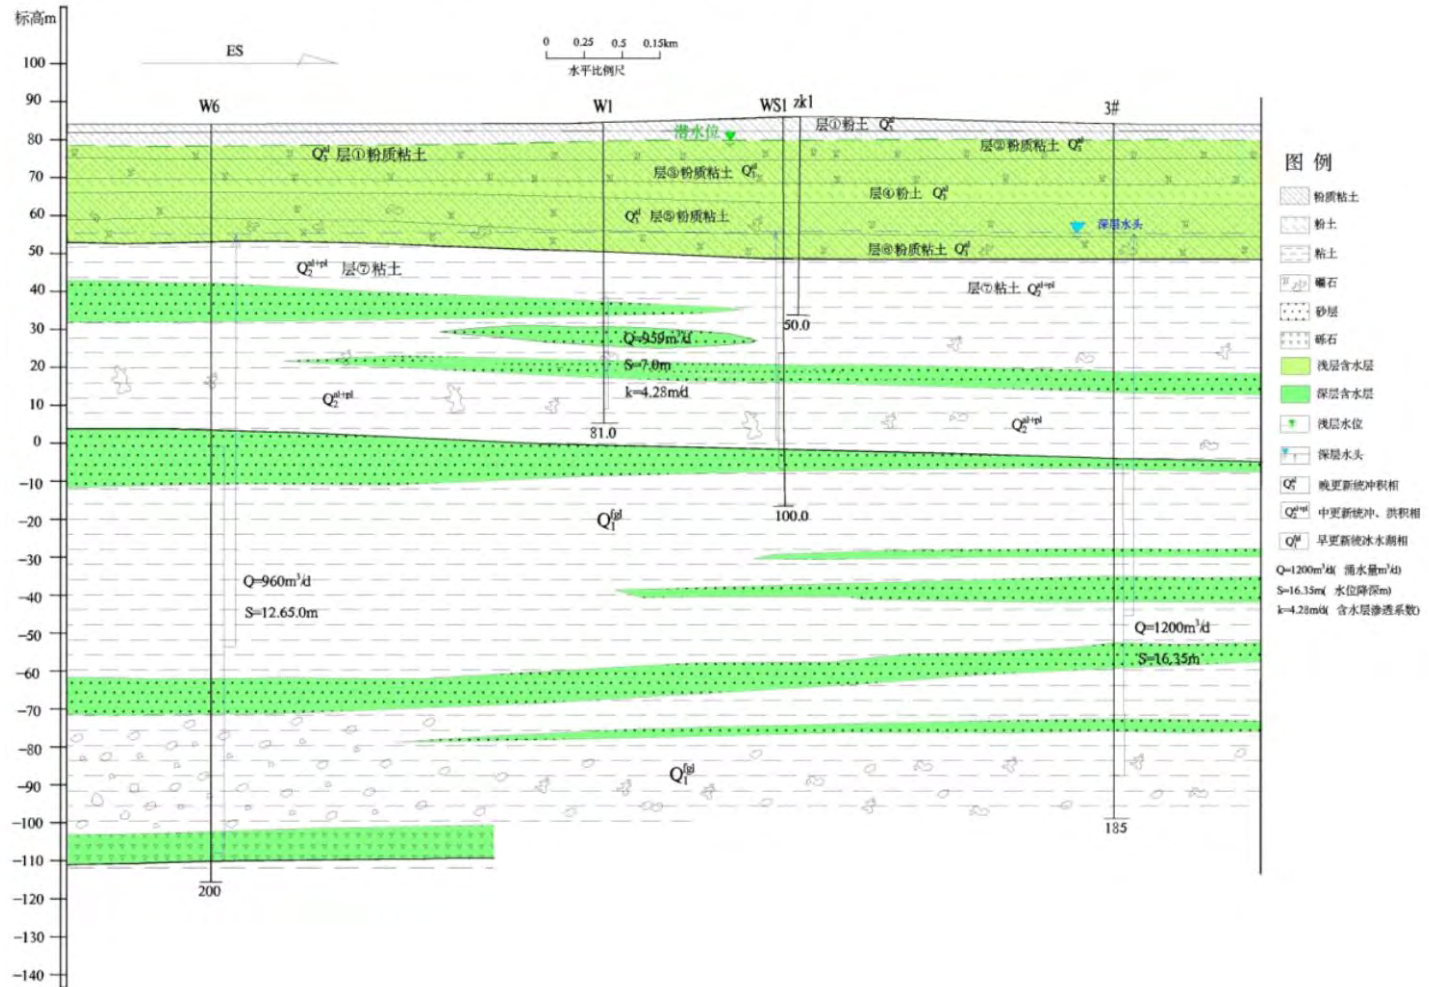 标高m
ES
0 0.25 0.5 0.15km
水平比例尺
100
90
80
70
60
50
40
30
20
10
0
-10
-20
-30
-40
-50
-60
-70
-80
-90
-100
-110
-120
-130
-140
W6
W1
WS1 zk1
3#
潜水位
层①粉土
Q₃ᵃˡ 层①粉质粘土
层②粉质粘土 Q₃ᵃˡ
层③粉质粘土 Q₃ᵃˡ
层④粉土 Q₃ᵃˡ
Q₃ᵃˡ 层⑤粉质粘土
深层水头
层⑥粉质粘土 Q₃ᵃˡ
Q₂ᵃˡ⁺ᵖˡ 层⑦粘土
层⑦粘土 Q₂ᵃˡ⁺ᵖˡ
50.0
Q=959m³/d
S=7.0m
k=4.28m/d
Q₂ᵃˡ⁺ᵖˡ
Q₂ᵃˡ⁺ᵖˡ
81.0
100.0
Q₁ᶠᵍˡ
Q=960m³/d
S=12.65.0m
Q=1200m³/d
S=16.35m
Q₁ᶠᵍˡ
185
200
图 例
粉质粘土
粉土
粘土
砂层
砾石
浅层含水层
深层含水层
浅层水位
深层水头
Q₃ᵃˡ 晚更新统冲积相
Q₂ᵃˡ⁺ᵖˡ 中更新统冲、洪积相
Q₁ᶠᵍˡ 早更新统冰水湖相
Q=1200m³/d( 涌水量m³/d)
S=16.35m( 水位降深m)
k=4.28m/d( 含水层渗透系数)